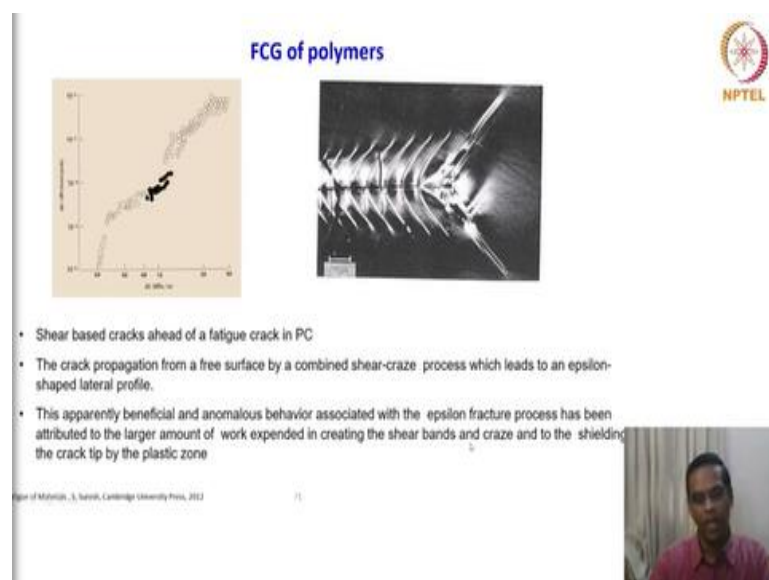 FCG of polymers
NPTEL
• Shear based cracks ahead of a fatigue crack in PC
• The crack propagation from a free surface by a combined shear-craze process which leads to an epsilon-
shaped lateral profile.
• This apparently beneficial and anomalous behavior associated with the epsilon fracture process has been
attributed to the larger amount of work expended in creating the shear bands and craze and to the shielding
the crack tip by the plastic zone
of Materials , S, Suresh, Cambridge University Press, 2012
71